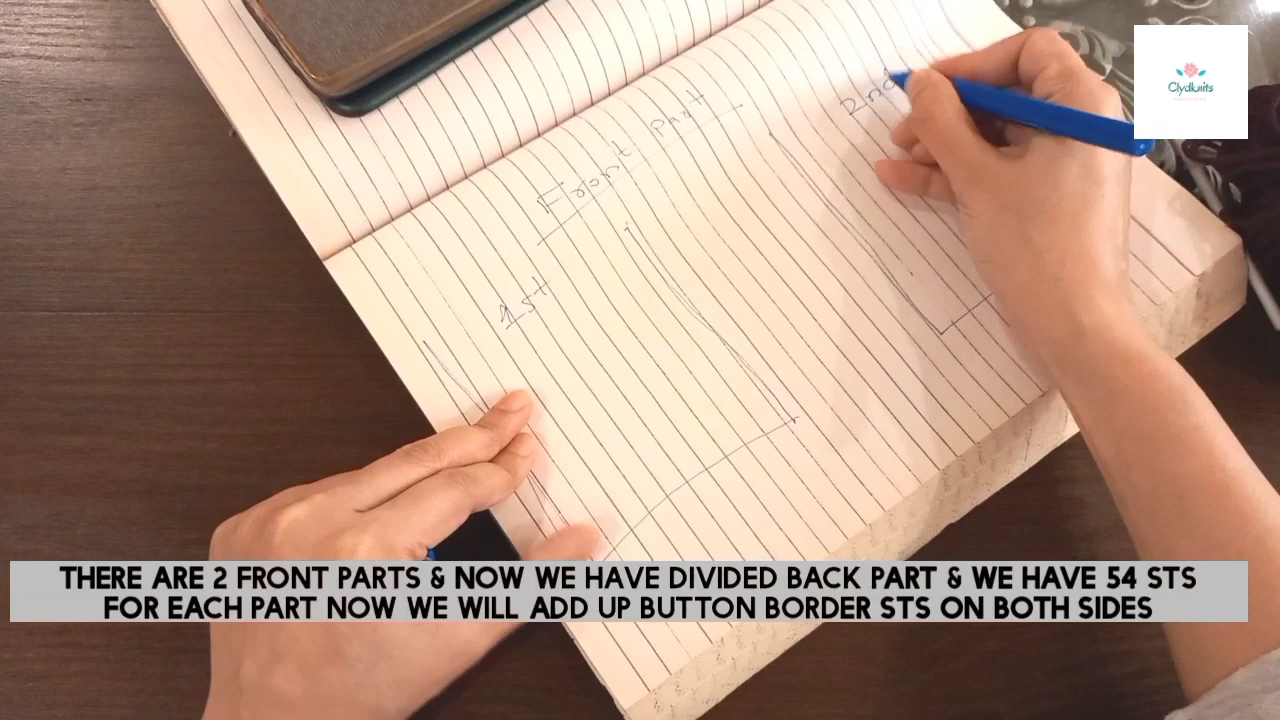 Clydknits
Front Part
1st
2nd
THERE ARE 2 FRONT PARTS & NOW WE HAVE DIVIDED BACK PART & WE HAVE 54 STS
FOR EACH PART NOW WE WILL ADD UP BUTTON BORDER STS ON BOTH SIDES